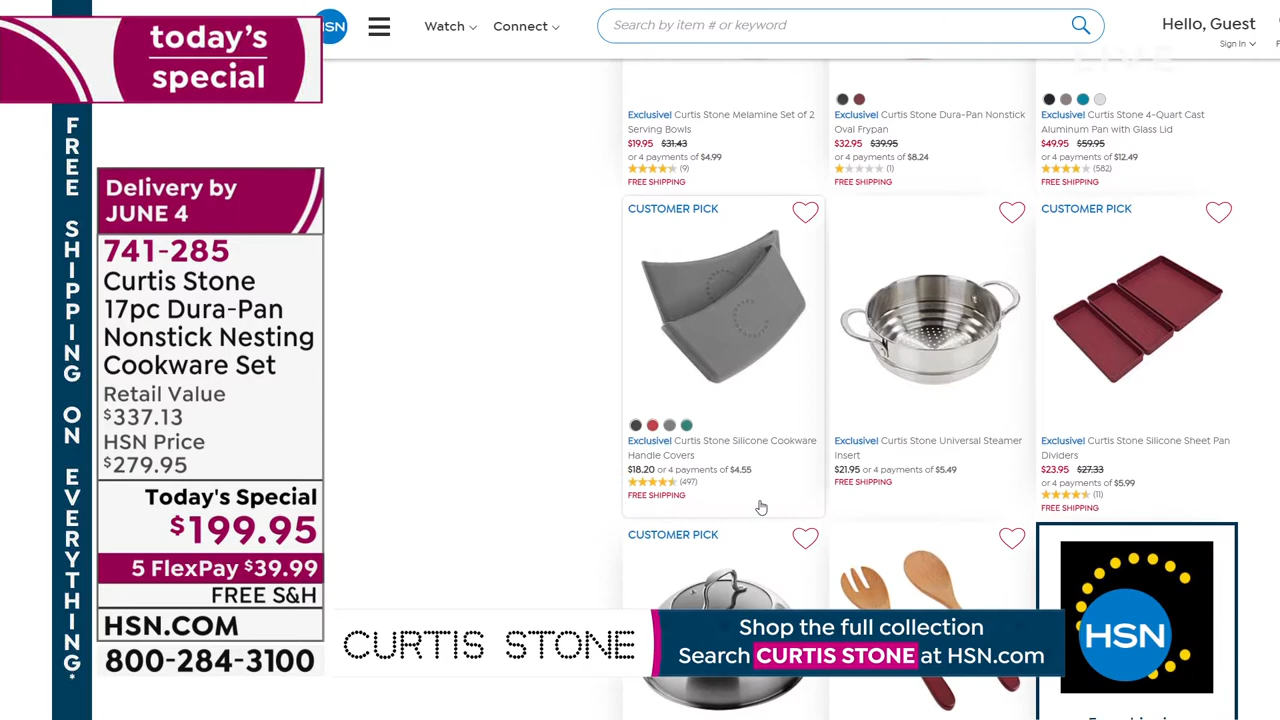 today's
special
FREE SHIPPING ON EVERYTHING*
Delivery by
JUNE 4
741-285
Curtis Stone
17pc Dura-Pan
Nonstick Nesting
Cookware Set
Retail Value
$337.13
HSN Price
$279.95
Today's Special
$199.95
5 FlexPay $39.99
FREE S&H
HSN.COM
800-284-3100
HSN
Watch
Connect
Search by item # or keyword
Hello, Guest
Sign In
LIVE
Exclusive! Curtis Stone Melamine Set of 2
Serving Bowls
$19.95 $31.43
or 4 payments of $4.99
(9)
FREE SHIPPING
Exclusive! Curtis Stone Dura-Pan Nonstick
Oval Frypan
$32.95 $39.95
or 4 payments of $8.24
(1)
FREE SHIPPING
Exclusive! Curtis Stone 4-Quart Cast
Aluminum Pan with Glass Lid
$49.95 $59.95
or 4 payments of $12.49
(582)
FREE SHIPPING
CUSTOMER PICK
Exclusive! Curtis Stone Silicone Cookware
Handle Covers
$18.20 or 4 payments of $4.55
(497)
FREE SHIPPING
Exclusive! Curtis Stone Universal Steamer
Insert
$21.95 or 4 payments of $5.49
FREE SHIPPING
CUSTOMER PICK
Exclusive! Curtis Stone Silicone Sheet Pan
Dividers
$23.95 $27.33
or 4 payments of $5.99
(11)
FREE SHIPPING
CUSTOMER PICK
CURTIS STONE
Shop the full collection
Search CURTIS STONE at HSN.com
HSN